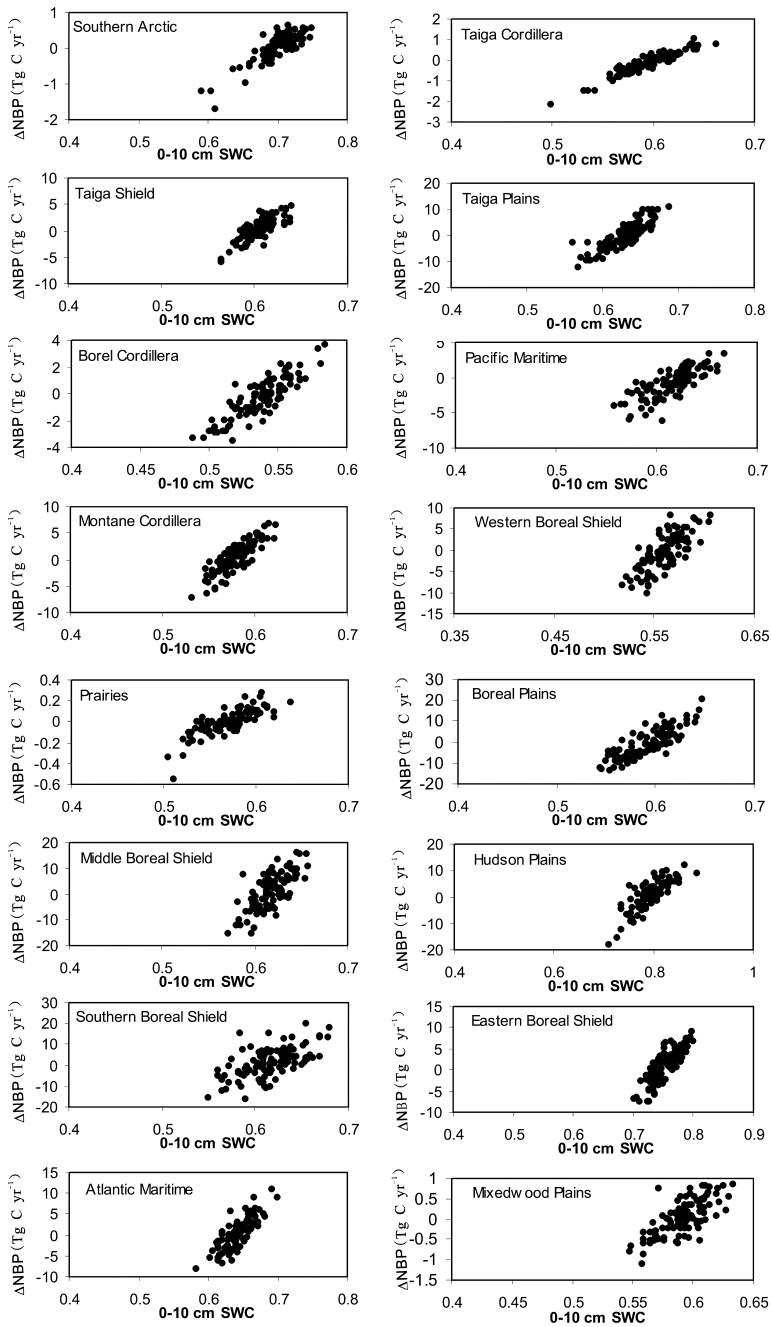 Southern Arctic
ΔNBP (Tg C yr⁻¹)
1
0
-1
-2
0.4 0.5 0.6 0.7 0.8
0-10 cm SWC
Taiga Cordillera
ΔNBP (Tg C yr⁻¹)
2
1
0
-1
-2
-3
0.4 0.5 0.6 0.7
0-10 cm SWC
Taiga Shield
ΔNBP (Tg C yr⁻¹)
10
5
0
-5
-10
0.4 0.5 0.6 0.7
0-10 cm SWC
Taiga Plains
ΔNBP (Tg C yr⁻¹)
20
10
0
-10
-20
0.4 0.5 0.6 0.7 0.8
0-10 cm SWC
Borel Cordillera
ΔNBP (Tg C yr⁻¹)
4
2
0
-2
-4
0.4 0.45 0.5 0.55 0.6
0-10 cm SWC
Pacific Maritime
ΔNBP (Tg C yr⁻¹)
5
0
-5
-10
0.4 0.5 0.6 0.7
0-10 cm SWC
Montane Cordillera
ΔNBP (Tg C yr⁻¹)
10
5
0
-5
-10
0.4 0.5 0.6 0.7
0-10 cm SWC
Western Boreal Shield
ΔNBP (Tg C yr⁻¹)
10
5
0
-5
-10
-15
0.35 0.45 0.55 0.65
0-10 cm SWC
Prairies
ΔNBP (Tg C yr⁻¹)
0.4
0.2
0
-0.2
-0.4
-0.6
0.4 0.5 0.6 0.7
0-10 cm SWC
Boreal Plains
ΔNBP (Tg C yr⁻¹)
30
20
10
0
-10
-20
0.4 0.5 0.6 0.7
0-10 cm SWC
Middle Boreal Shield
ΔNBP (Tg C yr⁻¹)
20
10
0
-10
-20
0.4 0.5 0.6 0.7
0-10 cm SWC
Hudson Plains
ΔNBP (Tg C yr⁻¹)
20
10
0
-10
-20
0.4 0.6 0.8 1
0-10 cm SWC
Southern Boreal Shield
ΔNBP (Tg C yr⁻¹)
30
20
10
0
-10
-20
0.4 0.5 0.6 0.7
0-10 cm SWC
Eastern Boreal Shield
ΔNBP (Tg C yr⁻¹)
15
10
5
0
-5
-10
0.4 0.5 0.6 0.7 0.8 0.9
0-10 cm SWC
Atlantic Maritime
ΔNBP (Tg C yr⁻¹)
15
10
5
0
-5
-10
0.4 0.5 0.6 0.7 0.8
0-10 cm SWC
Mixedwood Plains
ΔNBP (Tg C yr⁻¹)
1
0.5
0
-0.5
-1
-1.5
0.4 0.45 0.5 0.55 0.6 0.65
0-10 cm SWC